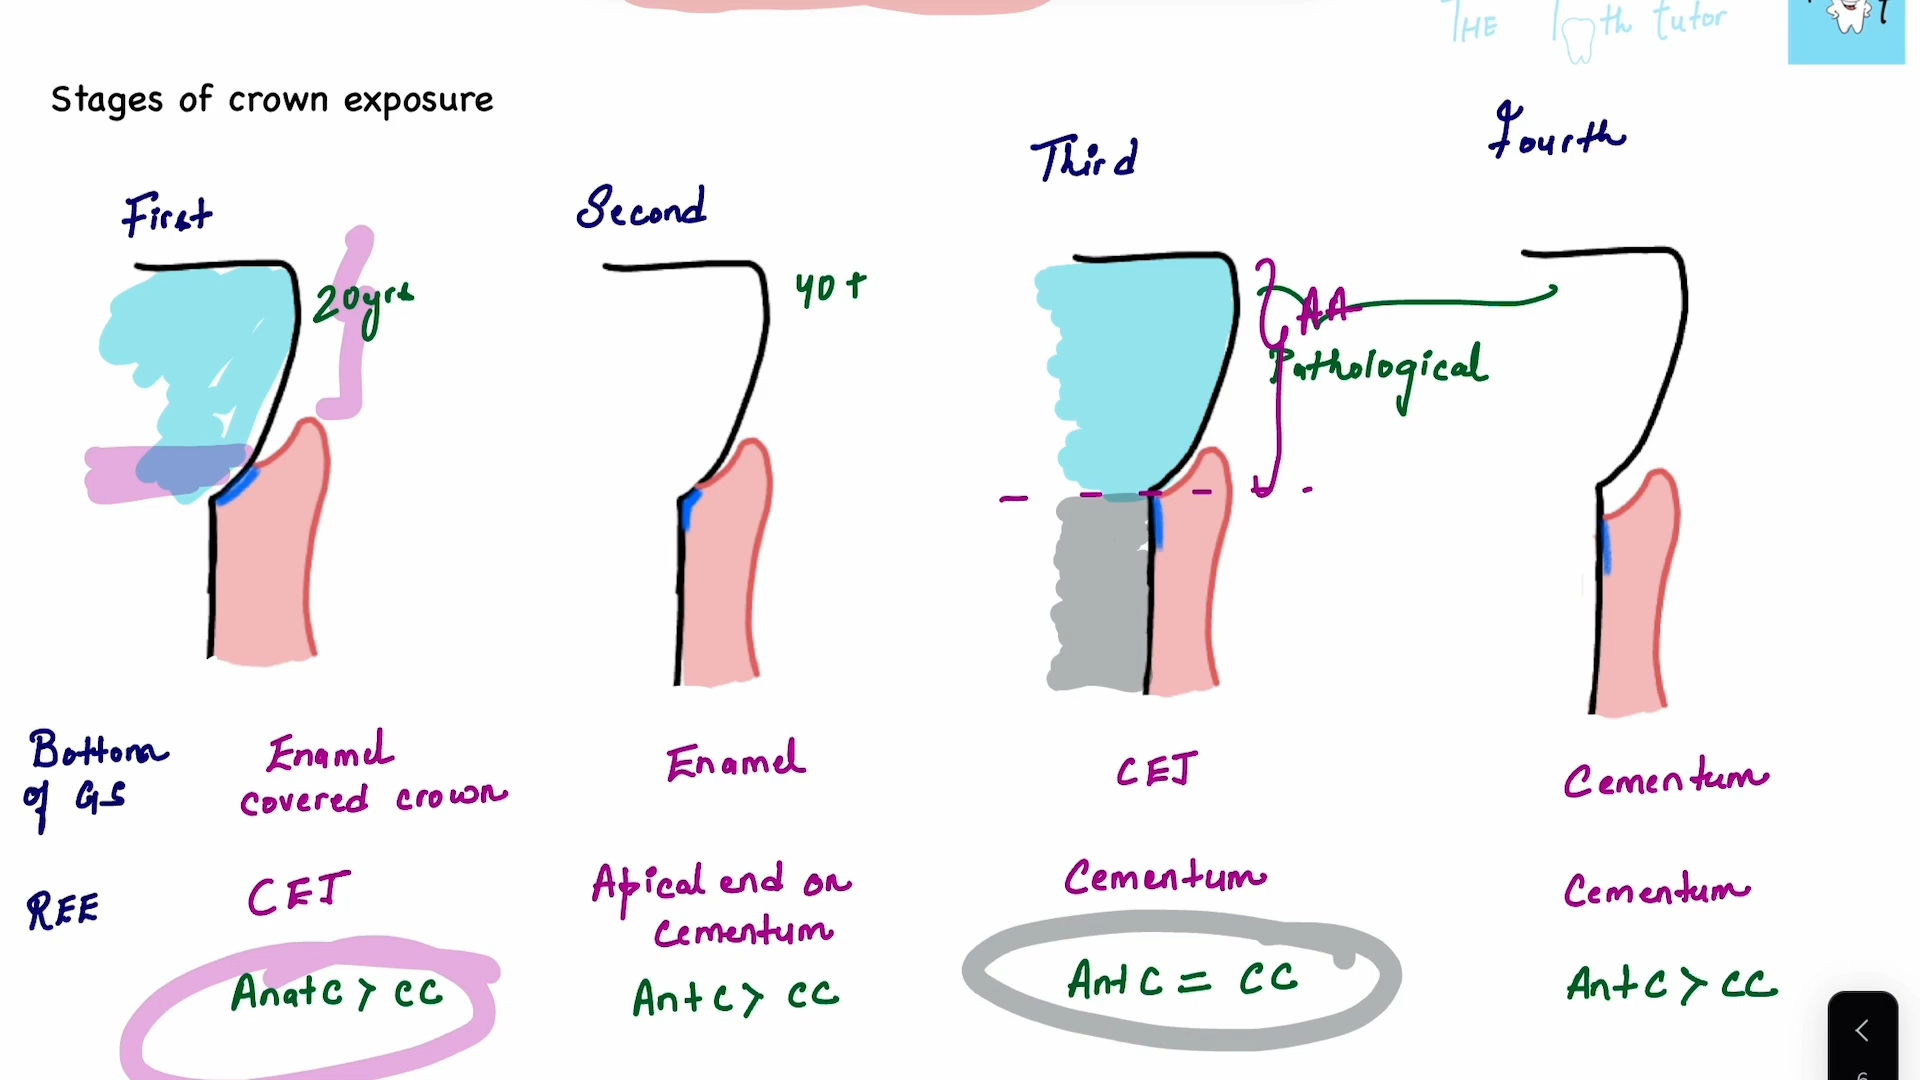 THE Tooth tutor
Stages of crown exposure
First
Second
Third
Fourth
20yrs
40+
AA
Pathological
Bottom of GS
Enamel covered crown
Enamel
CEJ
Cementum
REE
CEJ
Apical end on Cementum
Cementum
Cementum
Anat C > CC
Ant C > CC
Ant C = CC
Ant C > CC